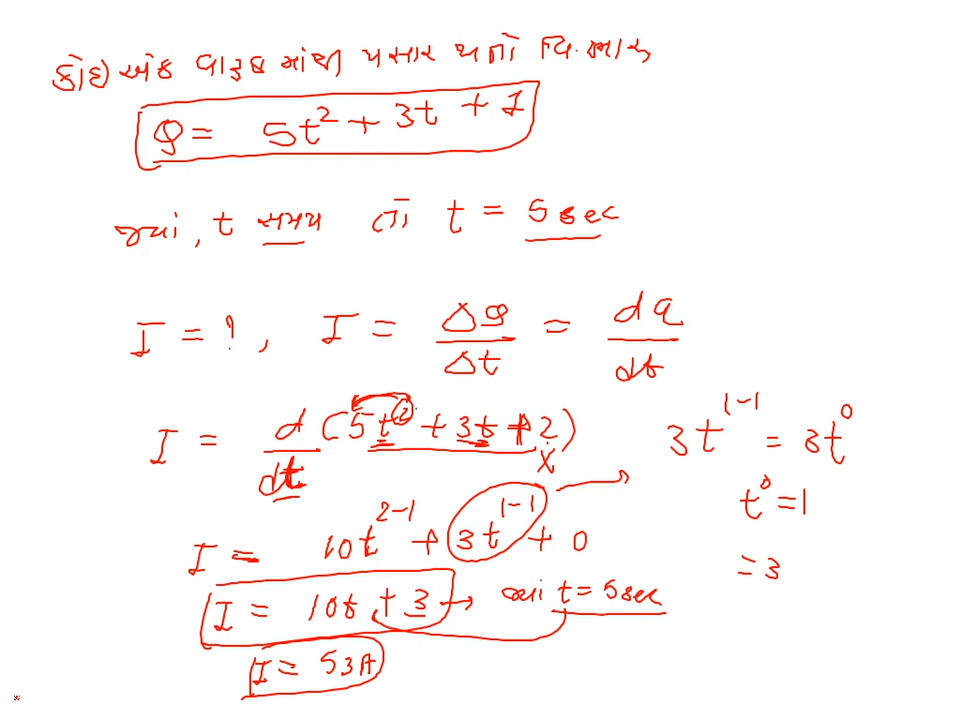 કોઇ એક વાહક માંથી પસાર થતો વિ.ભાર
Q = 5t² + 3t + 1
જ્યાં, t સમય તો t = 5 sec
I = ?, I = ΔQ/Δt = dq/dt
I = d/dt (5t² + 3t + 2)
x
3t¹⁻¹ = 3t⁰
t⁰ = 1
I = 10t²⁻¹ + 3t¹⁻¹ + 0
= 3
I = 10t + 3 → જ્યાં t = 5 sec
I = 53A